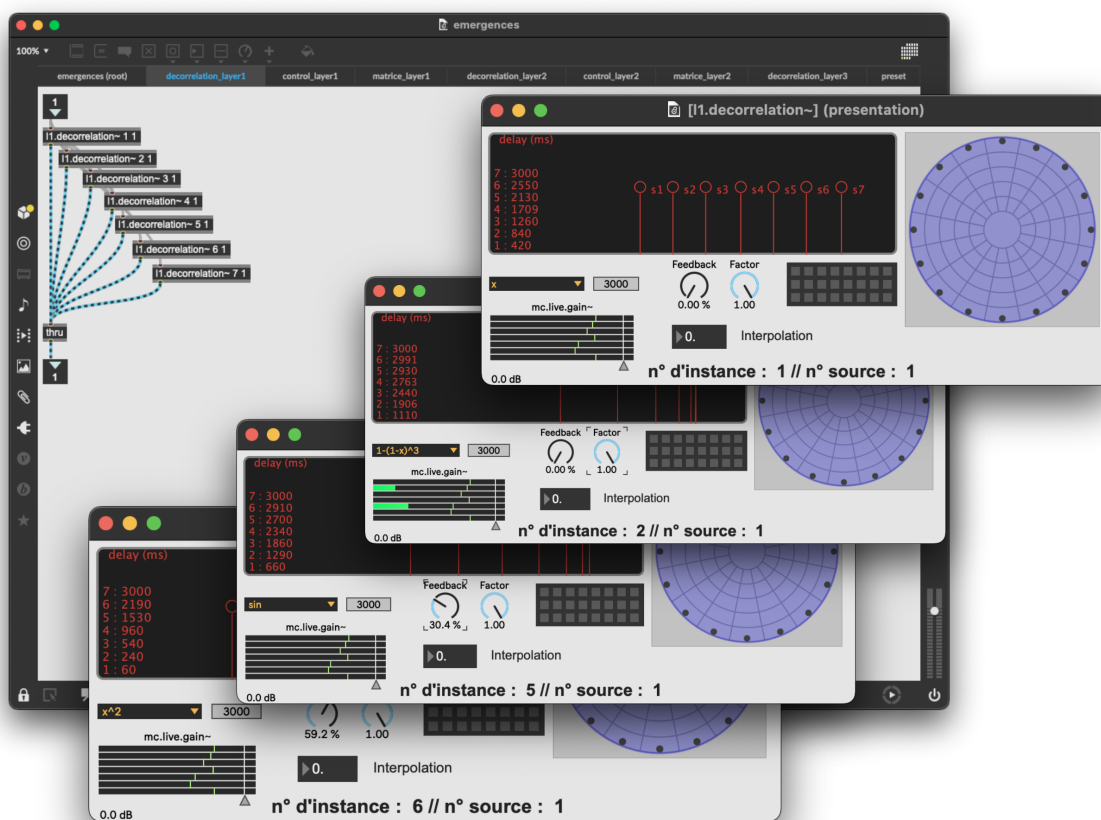 emergences
100% ▼
emergences (root) decorrelation_layer1 control_layer1 matrice_layer1 decorrelation_layer2 control_layer2 matrice_layer2 decorrelation_layer3 preset
1
l1.decorrelation~ 1 1
l1.decorrelation~ 2 1
l1.decorrelation~ 3 1
l1.decorrelation~ 4 1
l1.decorrelation~ 5 1
l1.decorrelation~ 6 1
l1.decorrelation~ 7 1
thru
1
[l1.decorrelation~] (presentation)
delay (ms)
7 : 3000
6 : 2550
5 : 2130
4 : 1709
3 : 1260
2 : 840
1 : 420
s1 s2 s3 s4 s5 s6 s7
Feedback Factor
x 3000
0.00 % 1.00
mc.live.gain~
0. Interpolation
0.0 dB
n° d'instance : 1 // n° source : 1
delay (ms)
7 : 3000
6 : 2991
5 : 2930
4 : 2763
3 : 2440
2 : 1906
1 : 1110
Feedback Factor
1-(1-x)^3 3000
0.00 % 1.00
mc.live.gain~
0. Interpolation
0.0 dB
n° d'instance : 2 // n° source : 1
delay (ms)
7 : 3000
6 : 2910
5 : 2700
4 : 2340
3 : 1860
2 : 1290
1 : 660
Feedback Factor
sin 3000
30.4 % 1.00
mc.live.gain~
0. Interpolation
0.0 dB
n° d'instance : 5 // n° source : 1
delay (ms)
7 : 3000
6 : 2190
5 : 1530
4 : 960
3 : 540
2 : 240
1 : 60
x^2 3000
59.2 % 1.00
mc.live.gain~
0. Interpolation
0.0 dB
n° d'instance : 6 // n° source : 1